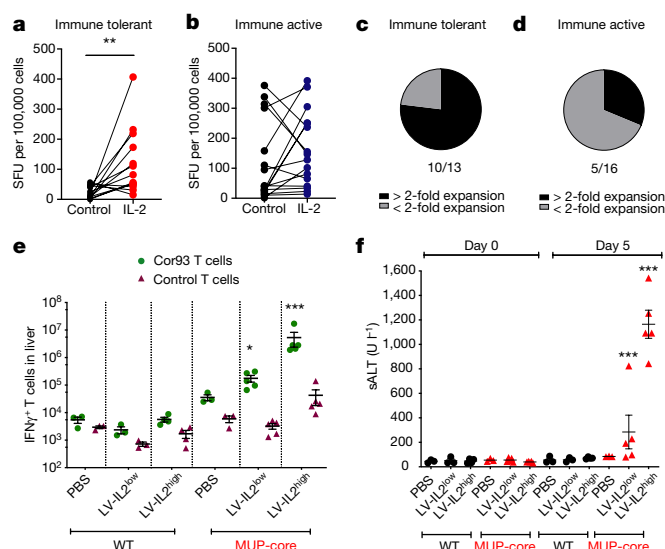 a Immune tolerant
**
SFU per 100,000 cells
500
400
300
200
100
0
Control IL-2
b Immune active
SFU per 100,000 cells
500
400
300
200
100
0
Control IL-2
c Immune tolerant
10/13
> 2-fold expansion
< 2-fold expansion
d Immune active
5/16
> 2-fold expansion
< 2-fold expansion
e
Cor93 T cells
Control T cells
IFNγ⁺ T cells in liver
10⁸
10⁷
10⁶
10⁵
10⁴
10³
10²
*
***
PBS LV-IL2ˡᵒʷ LV-IL2ʰⁱᵍʰ PBS LV-IL2ˡᵒʷ LV-IL2ʰⁱᵍʰ
WT MUP-core
f
Day 0 Day 5
sALT (U l⁻¹)
1,600
1,400
1,200
1,000
800
600
400
200
0
***
***
PBS LV-IL2ˡᵒʷ LV-IL2ʰⁱᵍʰ PBS LV-IL2ˡᵒʷ LV-IL2ʰⁱᵍʰ PBS LV-IL2ˡᵒʷ LV-IL2ʰⁱᵍʰ PBS LV-IL2ˡᵒʷ LV-IL2ʰⁱᵍʰ
WT MUP-core WT MUP-core